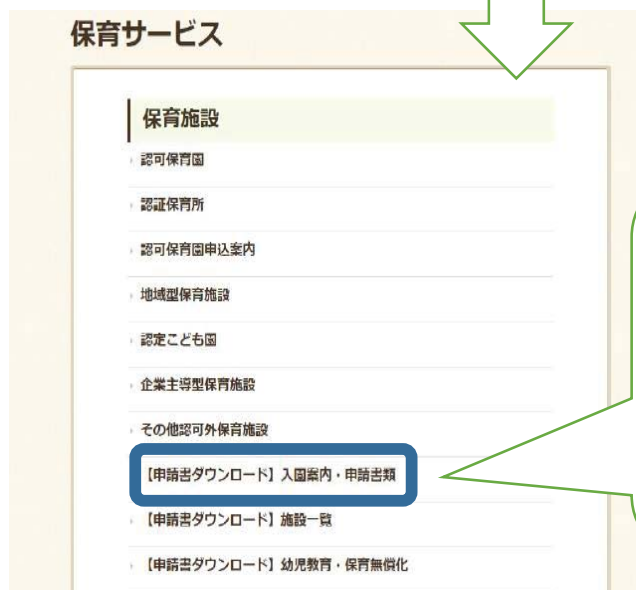 保育サービス
保育施設
認可保育園
認証保育所
認可保育園申込案内
地域型保育施設
認定こども園
企業主導型保育施設
その他認可外保育施設
【申請書ダウンロード】入園案内・申請書類
【申請書ダウンロード】施設一覧
【申請書ダウンロード】幼児教育・保育無償化